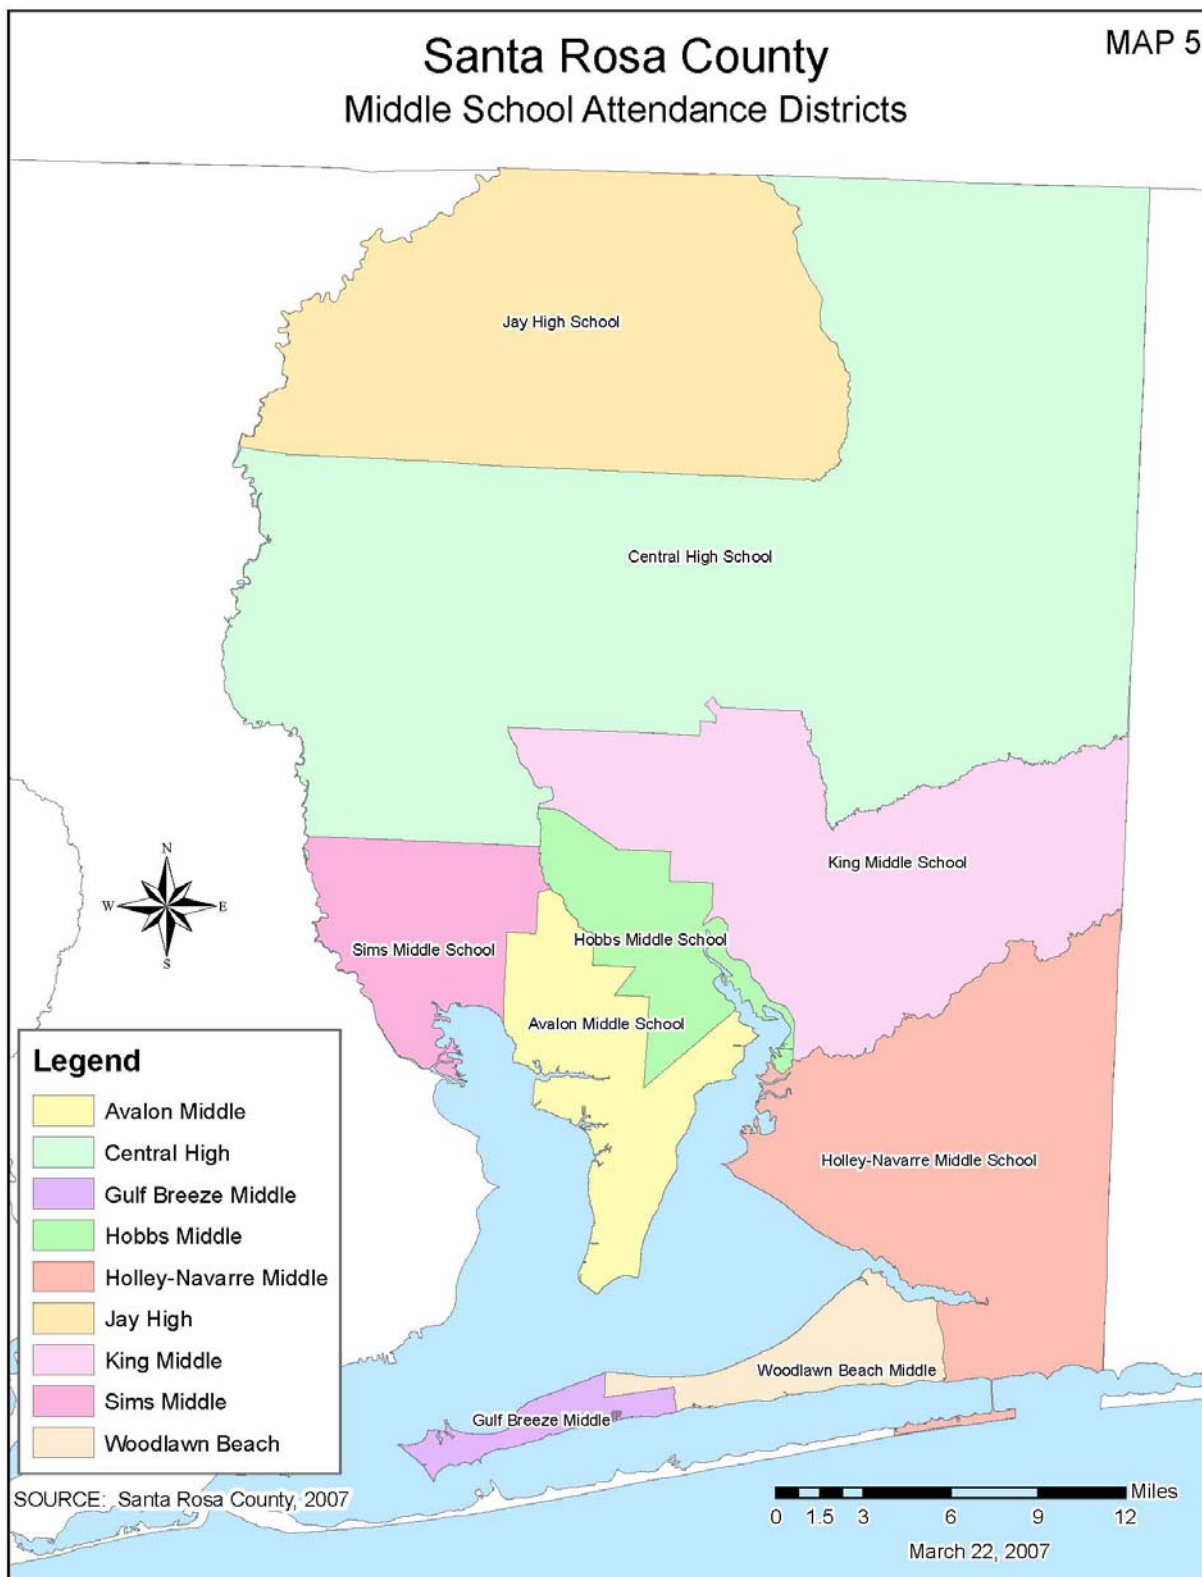 Santa Rosa County
MAP 5
Middle School Attendance Districts
Jay High School
Central High School
King Middle School
N
W E
S
Sims Middle School
Hobbs Middle School
Avalon Middle School
Holley-Navarre Middle School
Woodlawn Beach Middle
Gulf Breeze Middle
Legend
Avalon Middle
Central High
Gulf Breeze Middle
Hobbs Middle
Holley-Navarre Middle
Jay High
King Middle
Sims Middle
Woodlawn Beach
SOURCE: Santa Rosa County, 2007
Miles
0 1.5 3 6 9 12
March 22, 2007